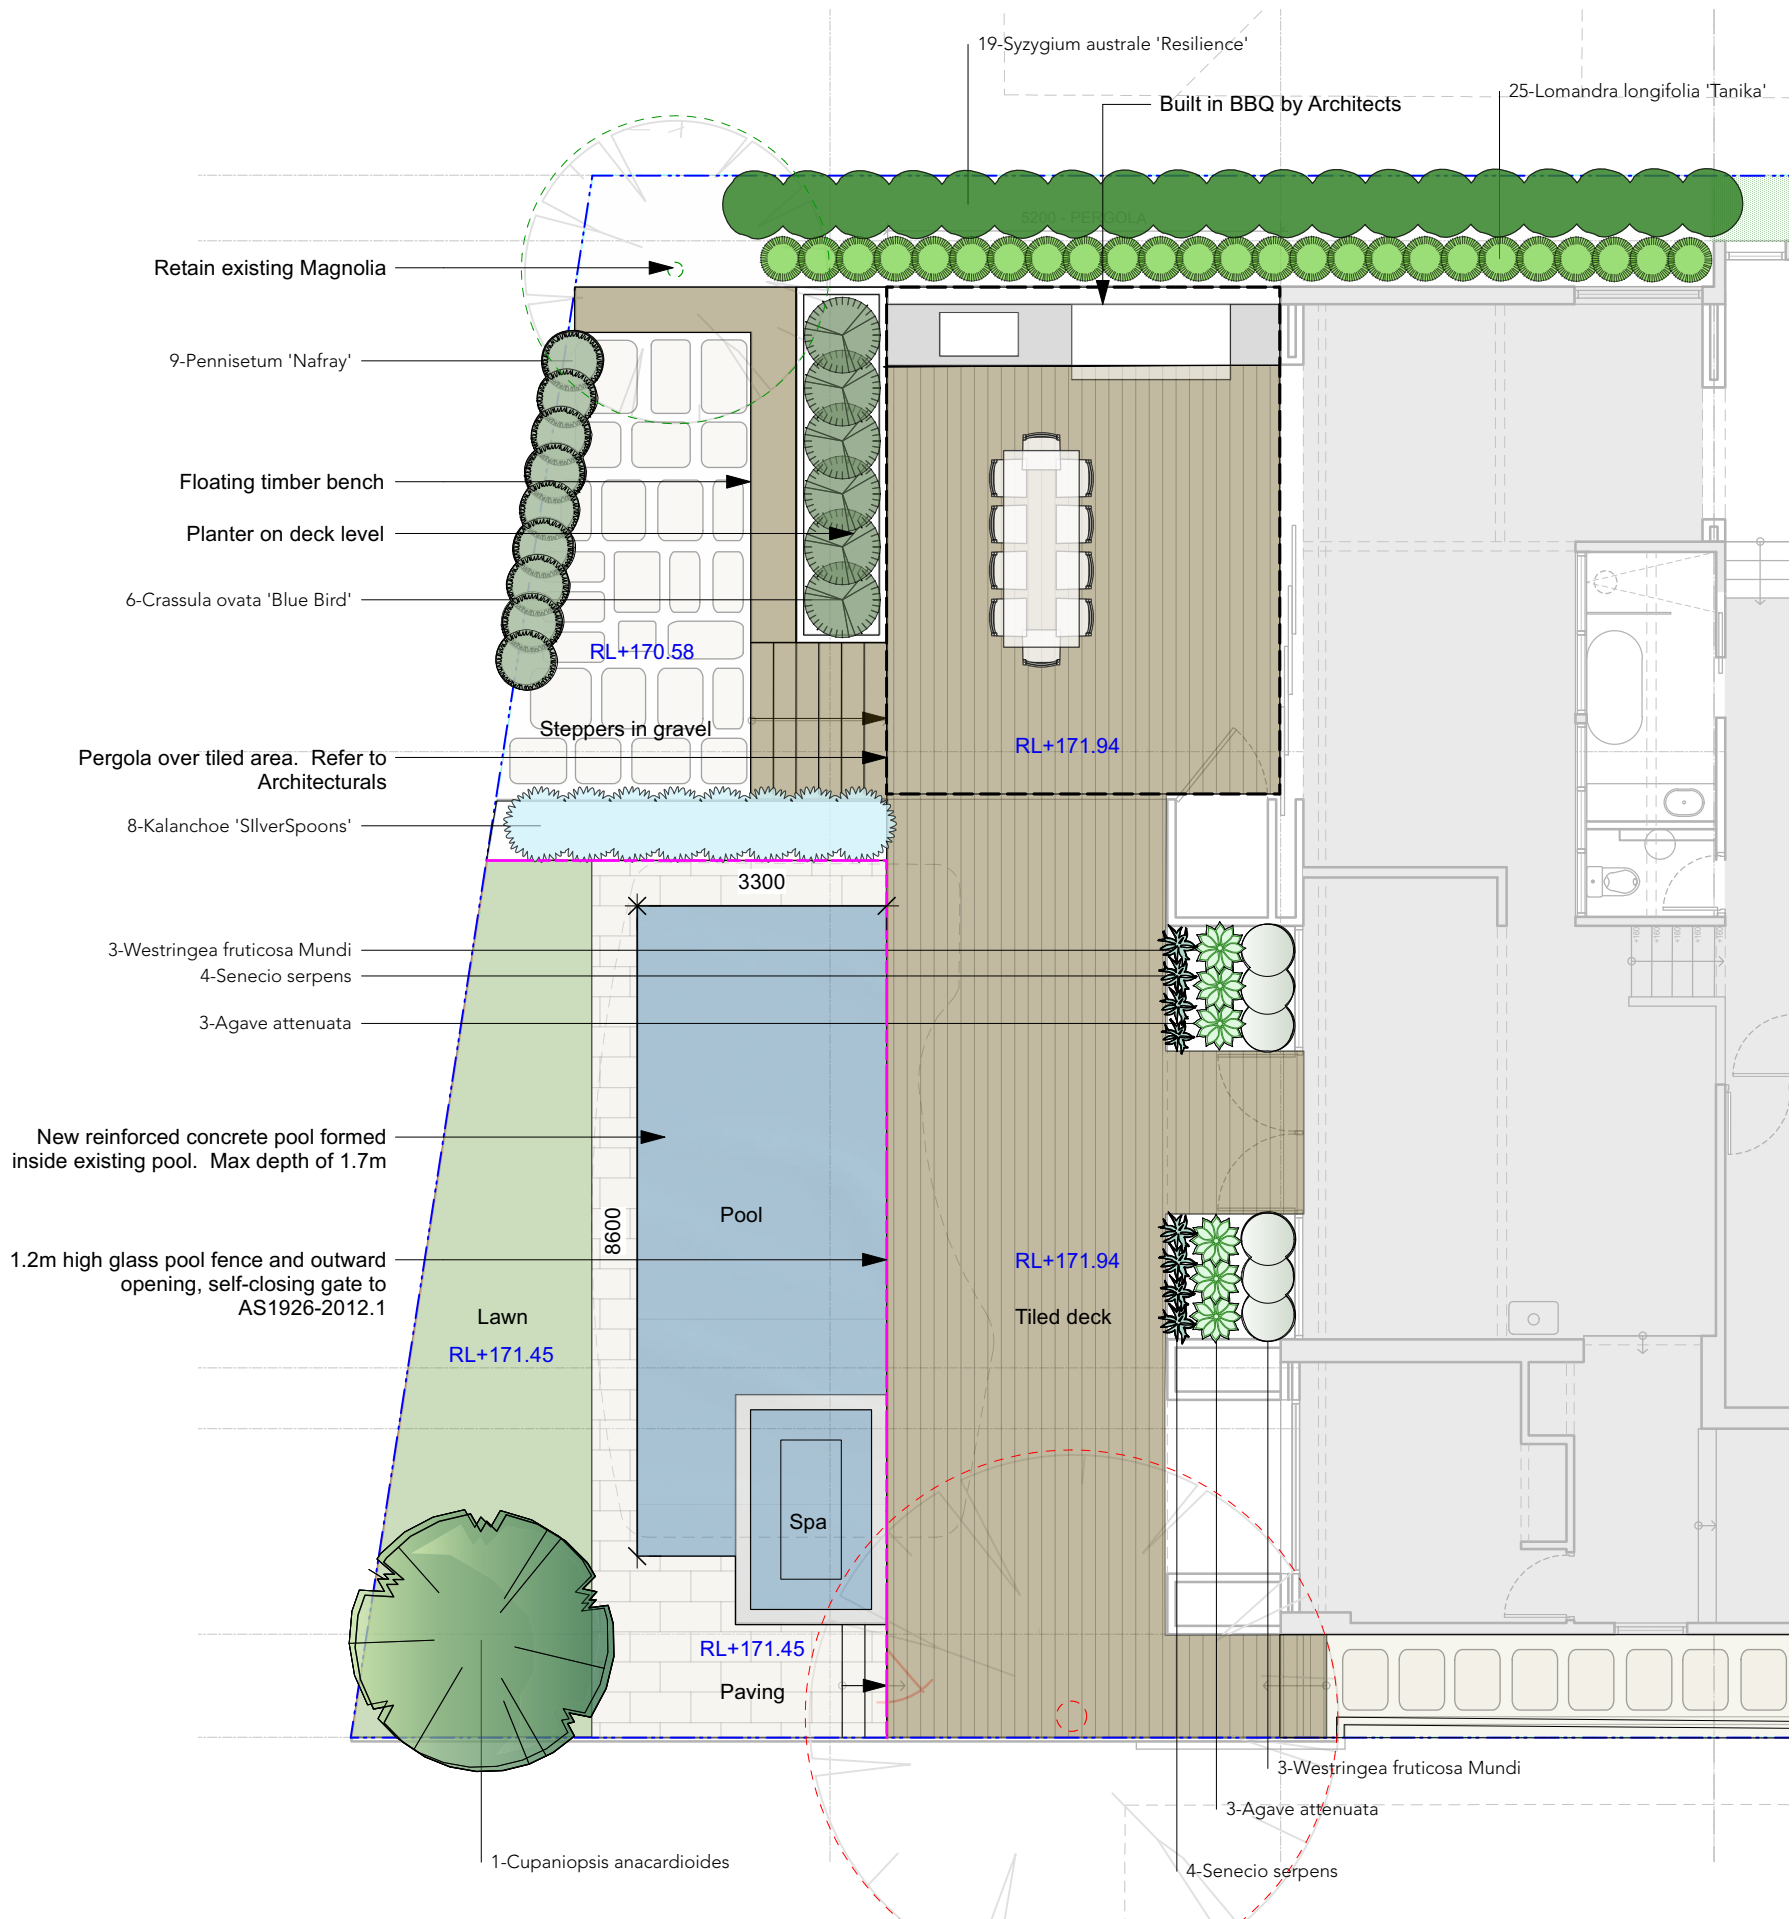 19-Syzygium australe 'Resilience'
25-Lomandra longifolia 'Tanika'
Built in BBQ by Architects
5200 - PERGOLA
Retain existing Magnolia
9-Pennisetum 'Nafray'
Floating timber bench
Planter on deck level
6-Crassula ovata 'Blue Bird'
RL+170.58
Steppers in gravel
RL+171.94
Pergola over tiled area. Refer to
Architecturals
8-Kalanchoe 'SIlverSpoons'
3300
3-Westringea fruticosa Mundi
4-Senecio serpens
3-Agave attenuata
New reinforced concrete pool formed
inside existing pool. Max depth of 1.7m
Pool
8600
1.2m high glass pool fence and outward
opening, self-closing gate to
AS1926-2012.1
RL+171.94
Lawn
Tiled deck
RL+171.45
Spa
RL+171.45
Paving
3-Westringea fruticosa Mundi
3-Agave attenuata
1-Cupaniopsis anacardioides
4-Senecio serpens